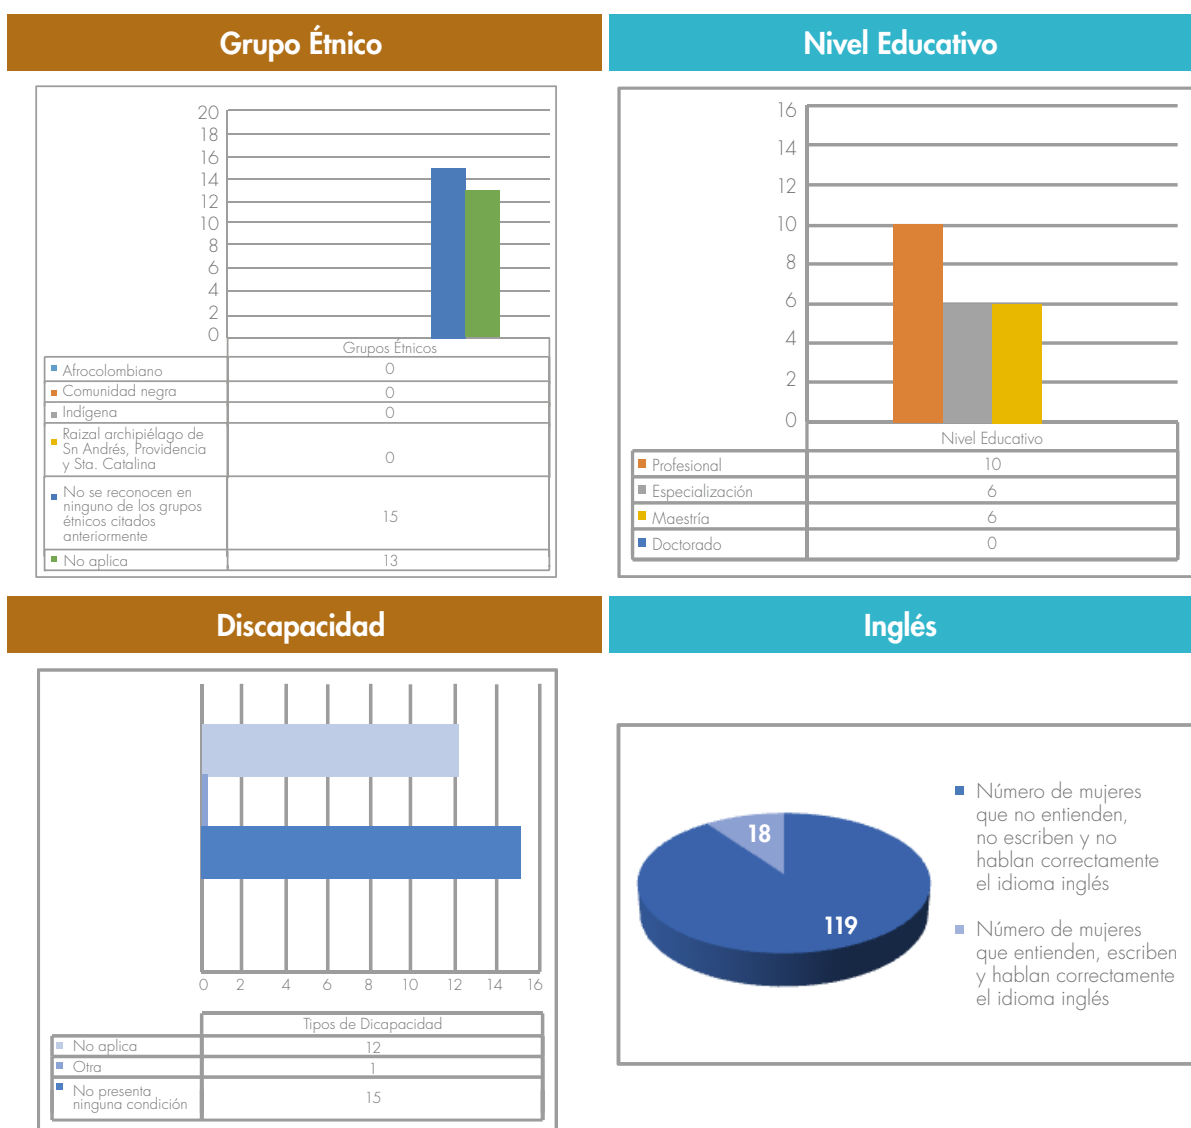 Grupo Étnico
20
18
16
14
12
10
8
6
4
2
0
Grupos Étnicos
Afrocolombiano 0
Comunidad negra 0
Indígena 0
Raizal archipiélago de
Sn Andrés, Providencia
y Sta. Catalina 0
No se reconocen en
ninguno de los grupos
étnicos citados
anteriormente 15
No aplica 13
Nivel Educativo
16
14
12
10
8
6
4
2
0
Nivel Educativo
Profesional 10
Especialización 6
Maestría 6
Doctorado 0
Discapacidad
0 2 4 6 8 10 12 14 16
Tipos de Dicapacidad
No aplica 12
Otra 1
No presenta
ninguna condición 15
Inglés
18
119
Número de mujeres
que no entienden,
no escriben y no
hablan correctamente
el idioma inglés
Número de mujeres
que entienden, escriben
y hablan correctamente
el idioma inglés